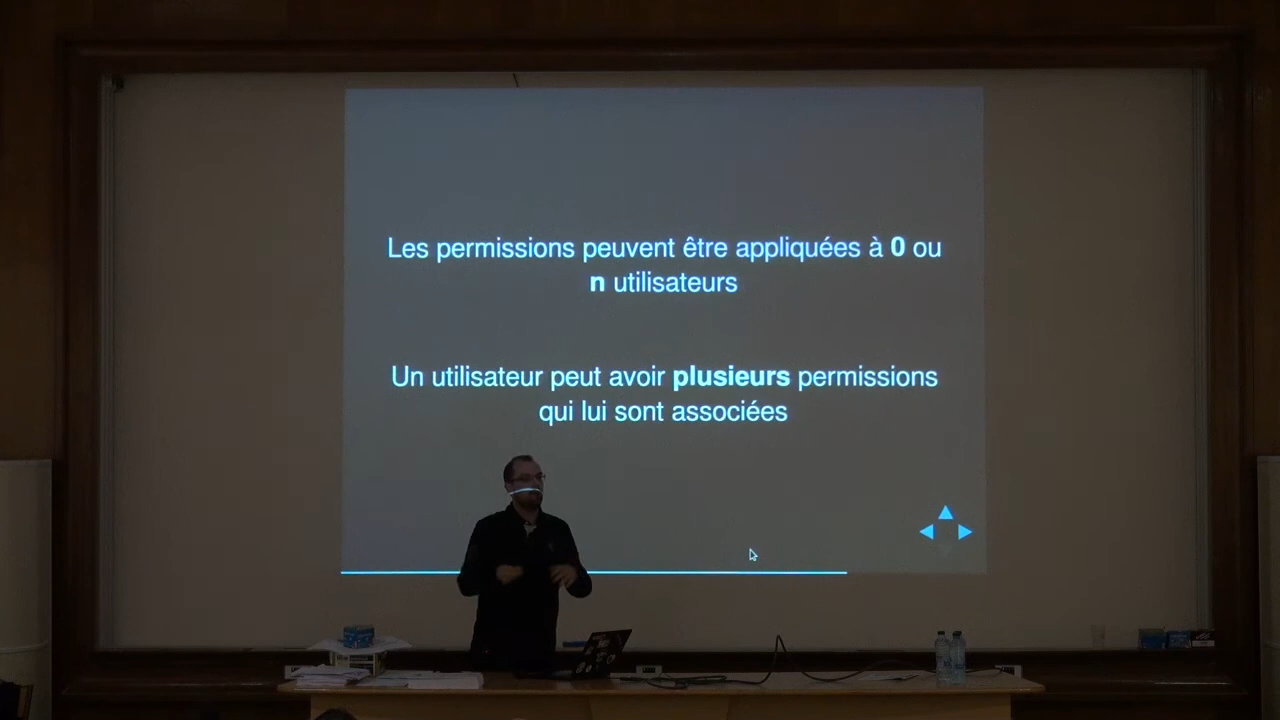 Les permissions peuvent être appliquées à 0 ou
n utilisateurs
Un utilisateur peut avoir plusieurs permissions
qui lui sont associées